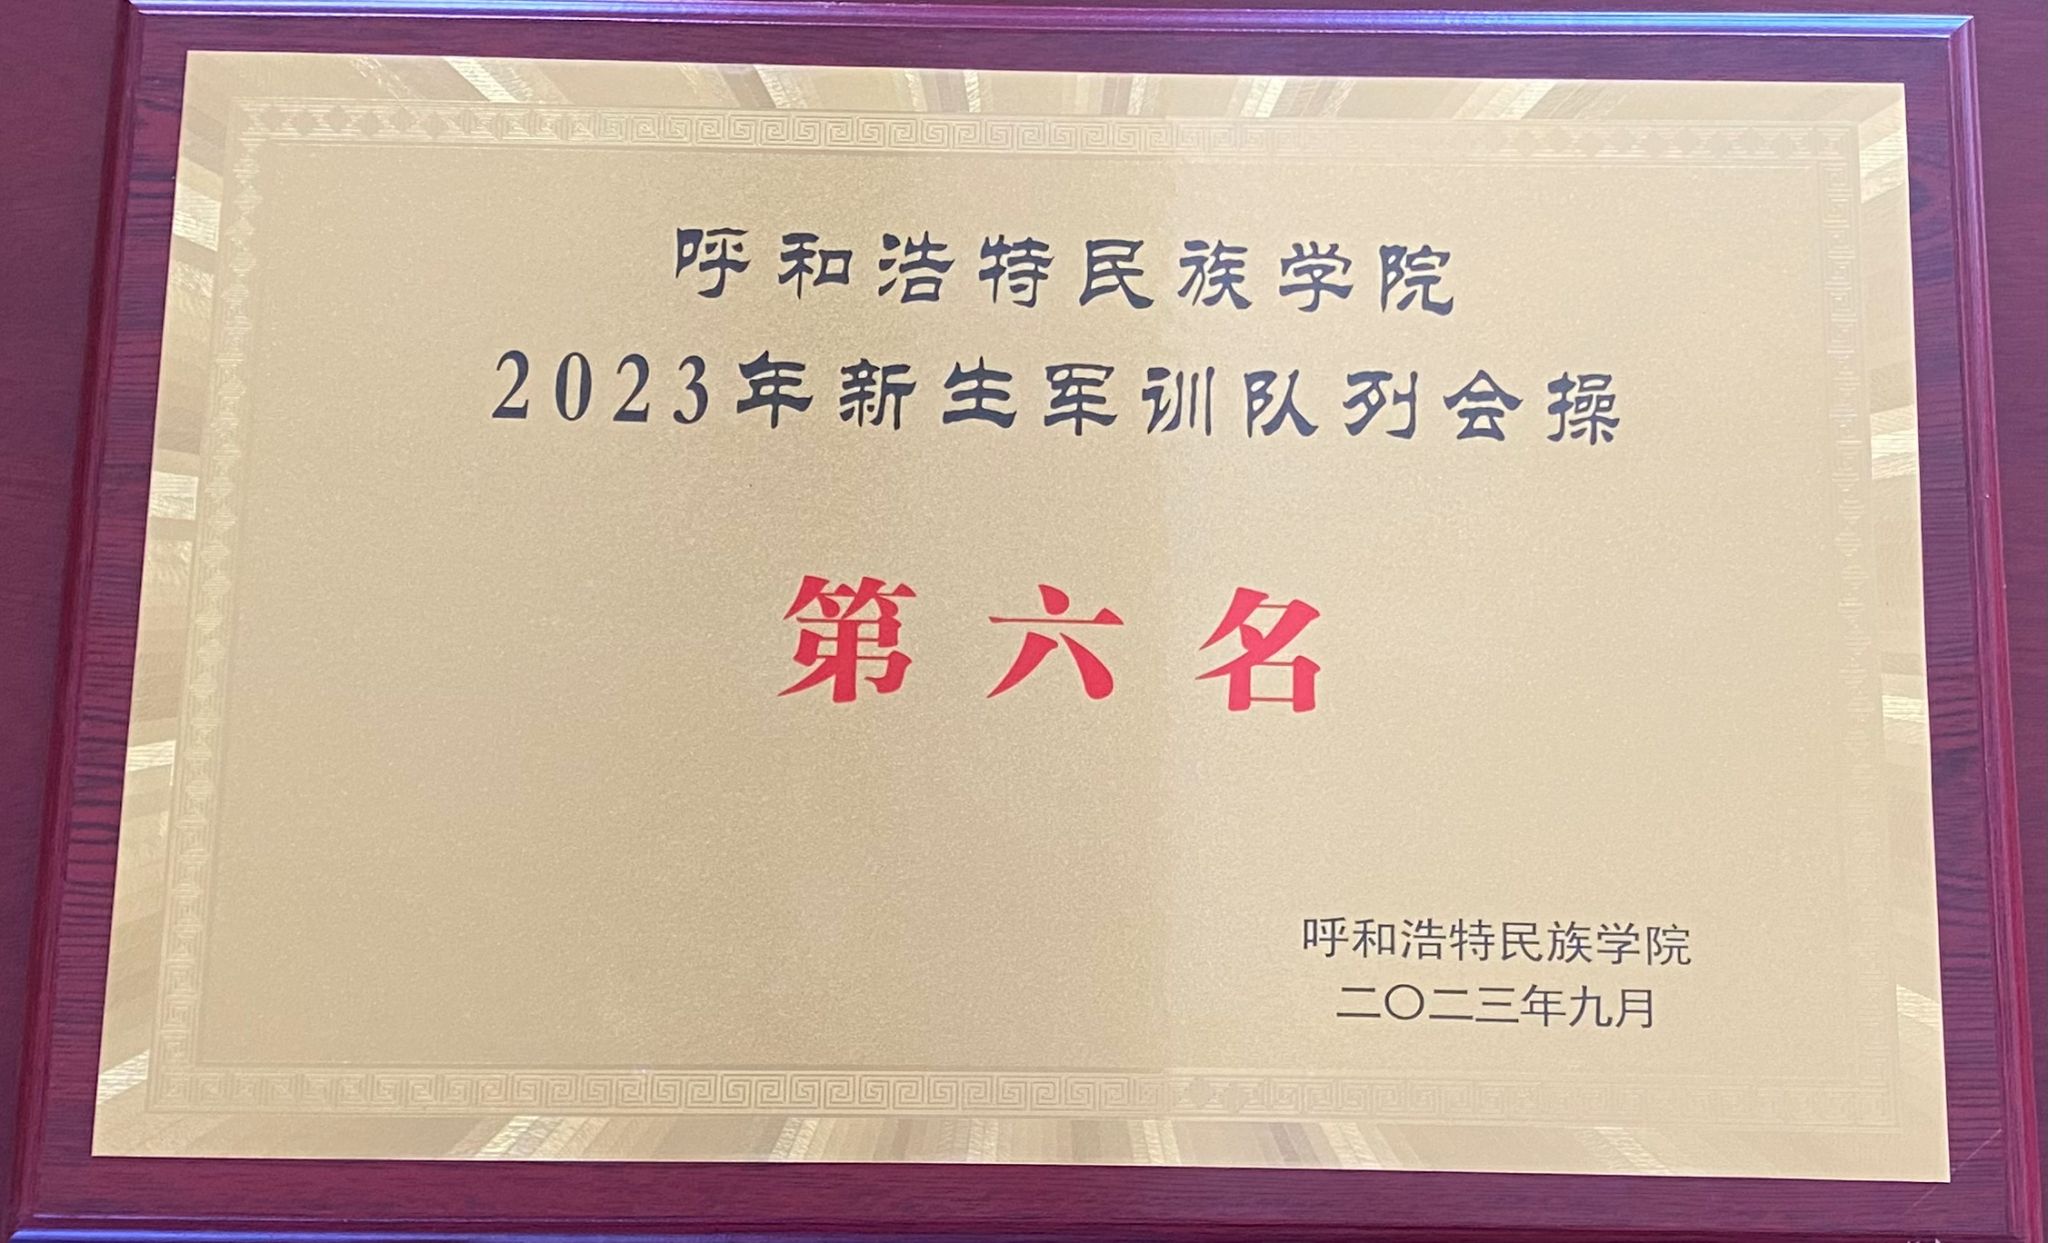 呼和浩特民族学院
2023年新生军训队列会操
第六名
呼和浩特民族学院
二〇二三年九月